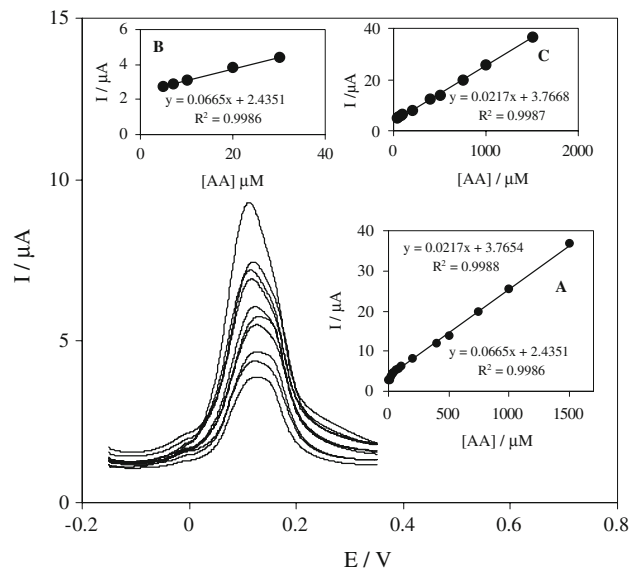 15
10
5
0
I / μA
-0.2
0
0.2
0.4
0.6
0.8
E / V
B
6
4
2
0
I / μA
y = 0.0665x + 2.4351
R² = 0.9986
0
20
40
[AA] μM
C
40
20
0
I / μA
y = 0.0217x + 3.7668
R² = 0.9987
0
1000
2000
[AA] / μM
A
40
30
20
10
0
I / μA
y = 0.0217x + 3.7654
R² = 0.9988
y = 0.0665x + 2.4351
R² = 0.9986
0
500
1000
1500
[AA] / μM